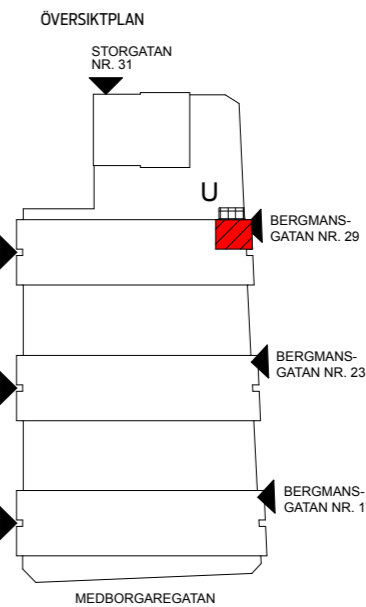 ÖVERSIKTPLAN
STORGATAN
NR. 31
U
BERGMANS-
GATAN NR. 29
BERGMANS-
GATAN NR. 23
BERGMANS-
GATAN NR. 1
MEDBORGAREGATAN